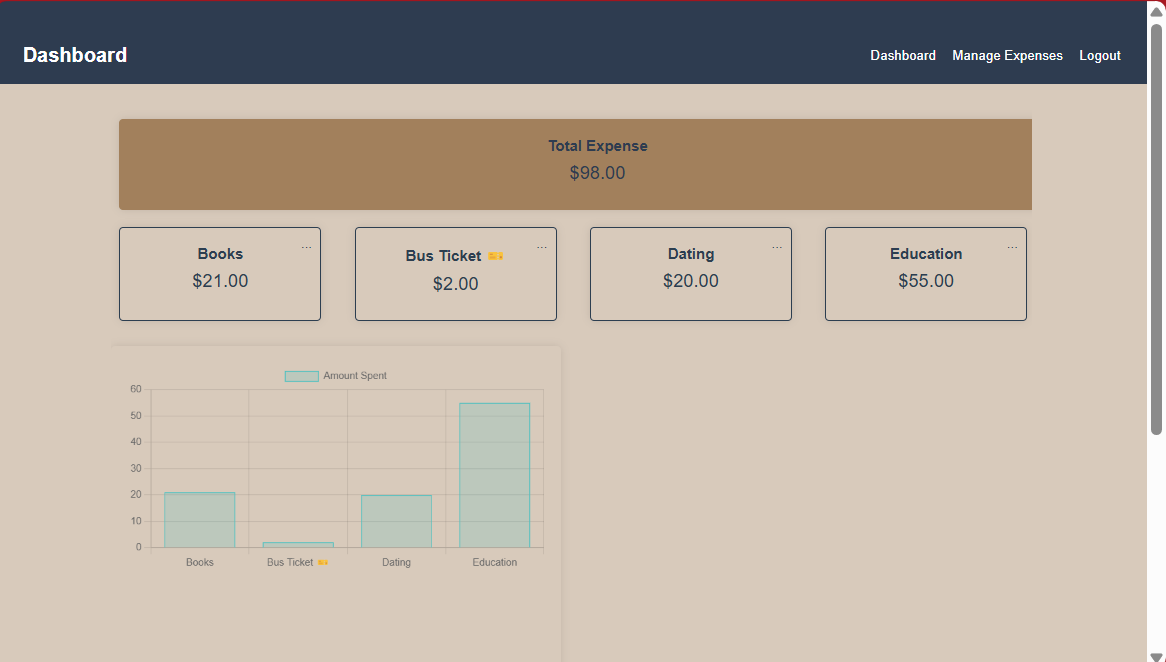 Dashboard
Dashboard Manage Expenses Logout
Total Expense
$98.00
Books ...
$21.00
Bus Ticket 🎫 ...
$2.00
Dating ...
$20.00
Education ...
$55.00
Amount Spent
60
50
40
30
20
10
0
Books Bus Ticket 🎫 Dating Education